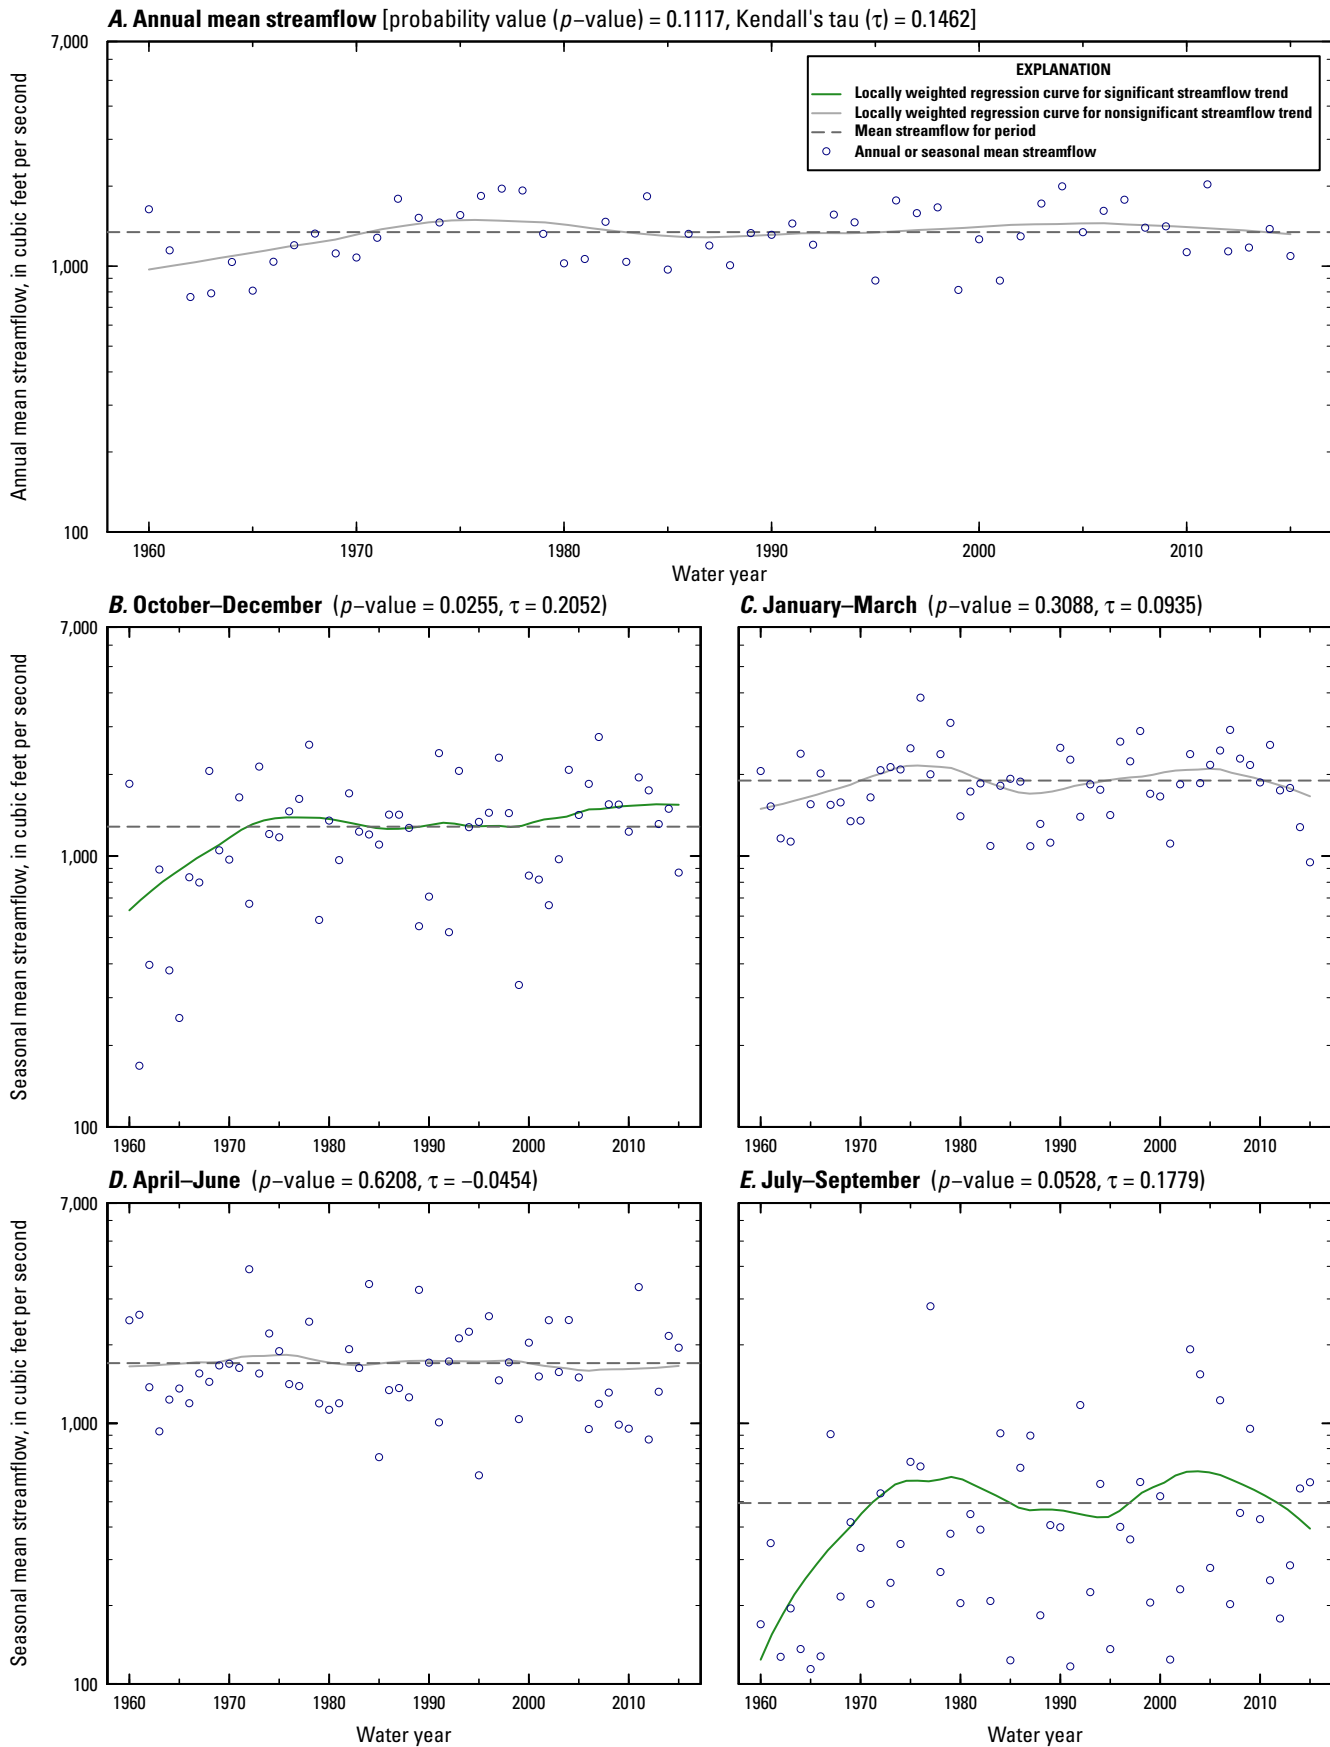 A. Annual mean streamflow [probability value (p–value) = 0.1117, Kendall's tau (τ) = 0.1462]
7,000
1,000
100
Annual mean streamflow, in cubic feet per second
EXPLANATION
Locally weighted regression curve for significant streamflow trend
Locally weighted regression curve for nonsignificant streamflow trend
Mean streamflow for period
Annual or seasonal mean streamflow
1960 1970 1980 1990 2000 2010
Water year
B. October–December (p–value = 0.0255, τ = 0.2052)
7,000
1,000
100
Seasonal mean streamflow, in cubic feet per second
1960 1970 1980 1990 2000 2010
C. January–March (p–value = 0.3088, τ = 0.0935)
1960 1970 1980 1990 2000 2010
D. April–June (p–value = 0.6208, τ = –0.0454)
7,000
1,000
100
Seasonal mean streamflow, in cubic feet per second
1960 1970 1980 1990 2000 2010
Water year
E. July–September (p–value = 0.0528, τ = 0.1779)
1960 1970 1980 1990 2000 2010
Water year